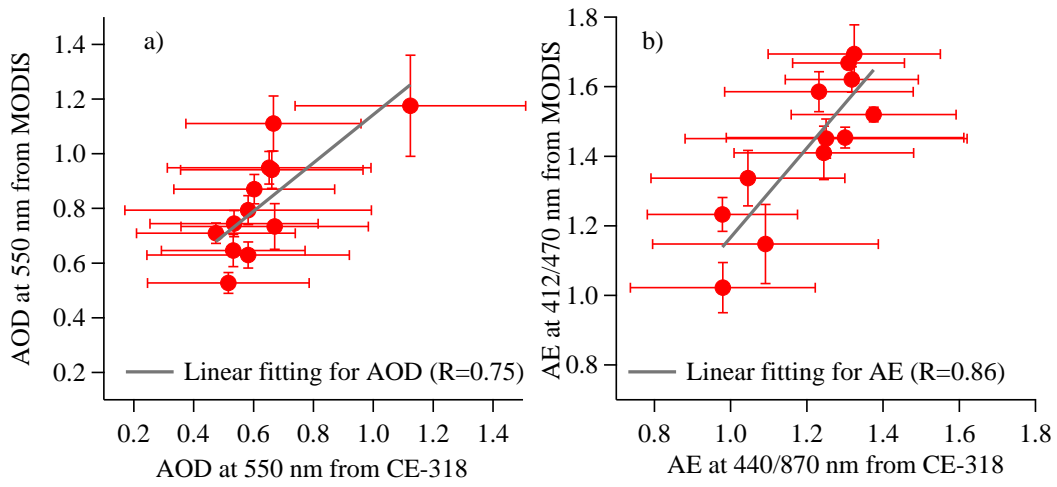 a)
AOD at 550 nm from MODIS
1.4
1.2
1.0
0.8
0.6
0.4
0.2
Linear fitting for AOD (R=0.75)
0.2 0.4 0.6 0.8 1.0 1.2 1.4
AOD at 550 nm from CE-318
b)
AE at 412/470 nm from MODIS
1.8
1.6
1.4
1.2
1.0
0.8
Linear fitting for AE (R=0.86)
0.8 1.0 1.2 1.4 1.6 1.8
AE at 440/870 nm from CE-318